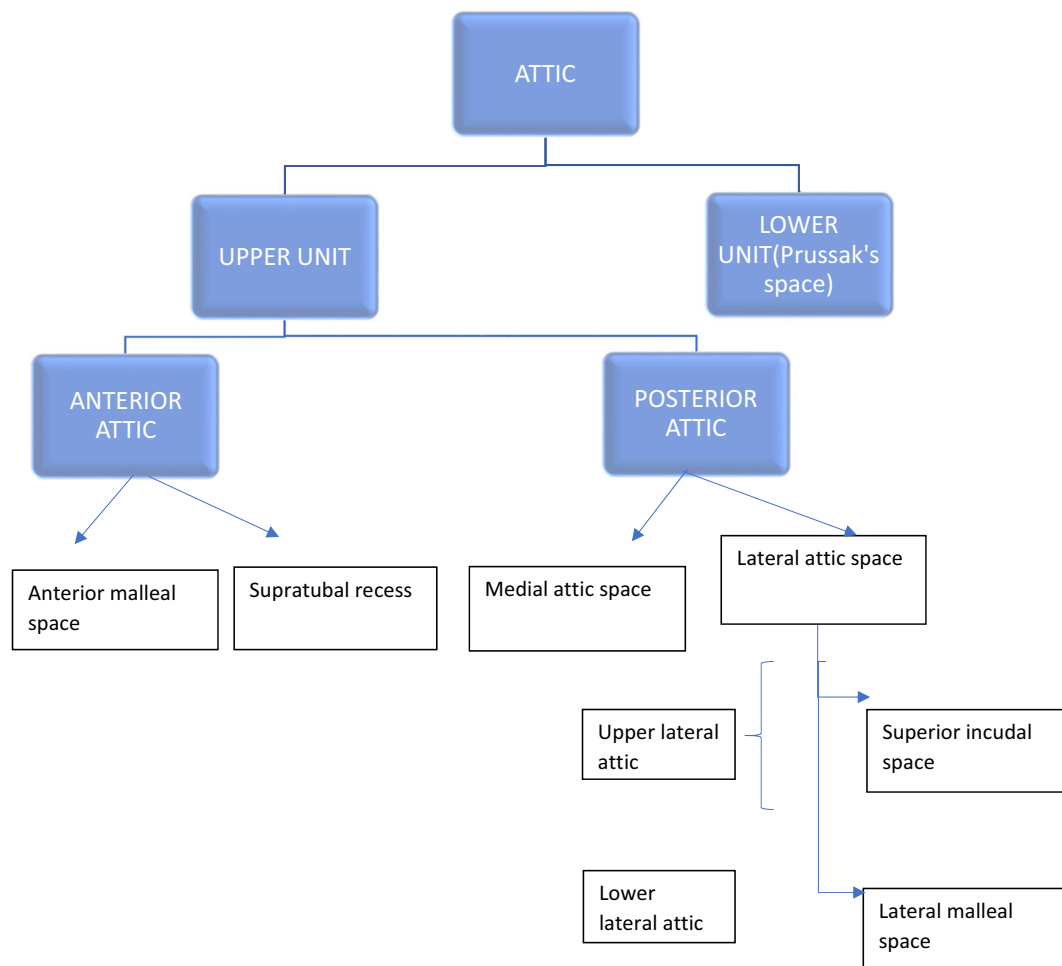 ATTIC
UPPER UNIT
LOWER
UNIT(Prussak's
space)
ANTERIOR
ATTIC
POSTERIOR
ATTIC
Anterior malleal
space
Supratubal recess
Medial attic space
Lateral attic space
Upper lateral
attic
Superior incudal
space
Lower
lateral attic
Lateral malleal
space